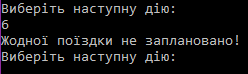 Виберіть наступну дію:
6
Жодної поїздки не заплановано!
Виберіть наступну дію: